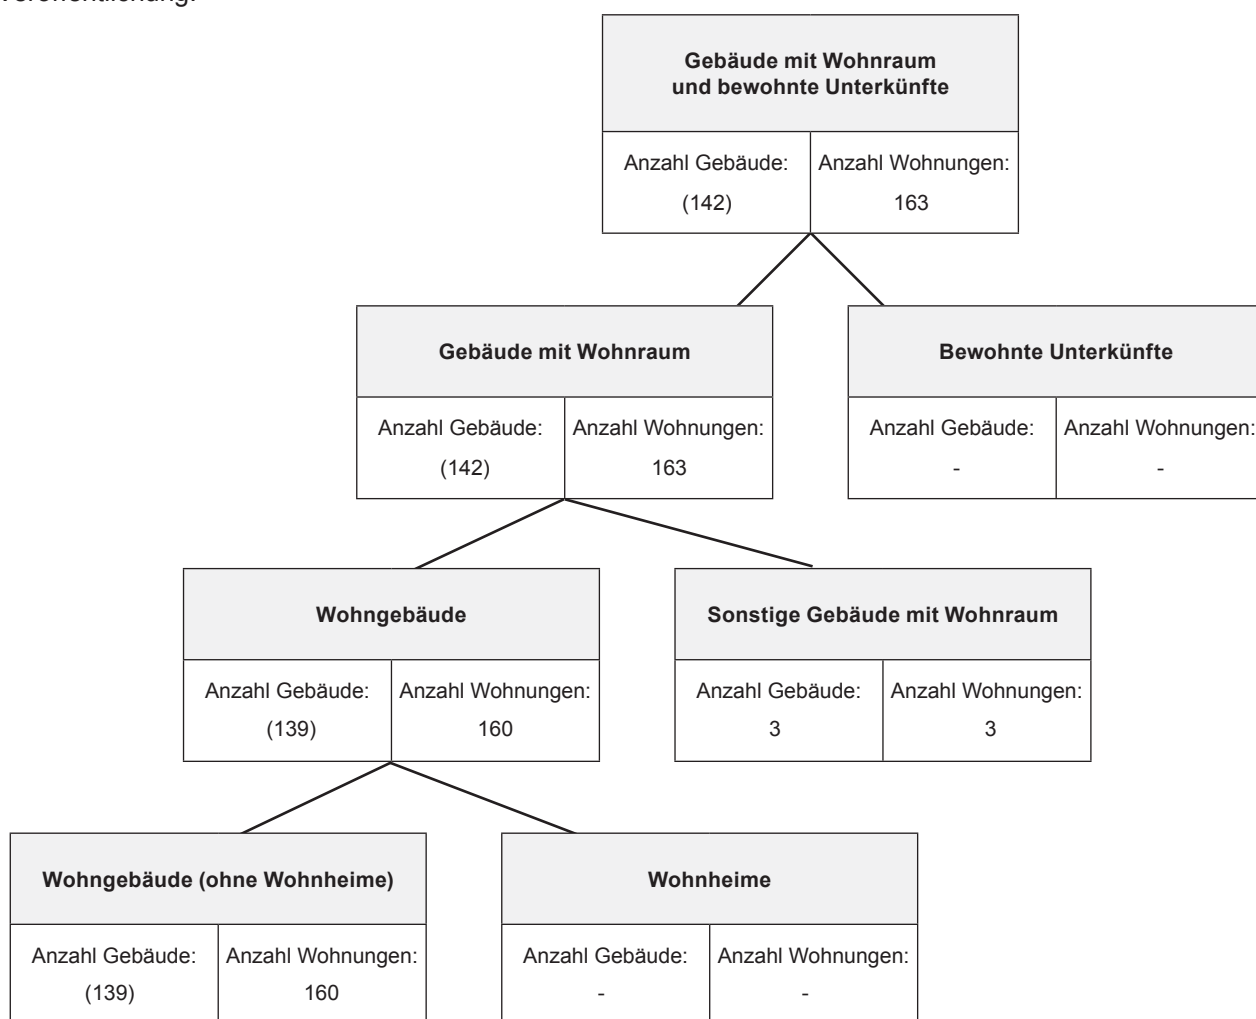 Veröffentlichung.
Gebäude mit Wohnraum
und bewohnte Unterkünfte
Anzahl Gebäude: Anzahl Wohnungen:
(142) 163
Gebäude mit Wohnraum Bewohnte Unterkünfte
Anzahl Gebäude: Anzahl Wohnungen: Anzahl Gebäude: Anzahl Wohnungen:
(142) 163 - -
Wohngebäude Sonstige Gebäude mit Wohnraum
Anzahl Gebäude: Anzahl Wohnungen: Anzahl Gebäude: Anzahl Wohnungen:
(139) 160 3 3
Wohngebäude (ohne Wohnheime) Wohnheime
Anzahl Gebäude: Anzahl Wohnungen: Anzahl Gebäude: Anzahl Wohnungen:
(139) 160 - -